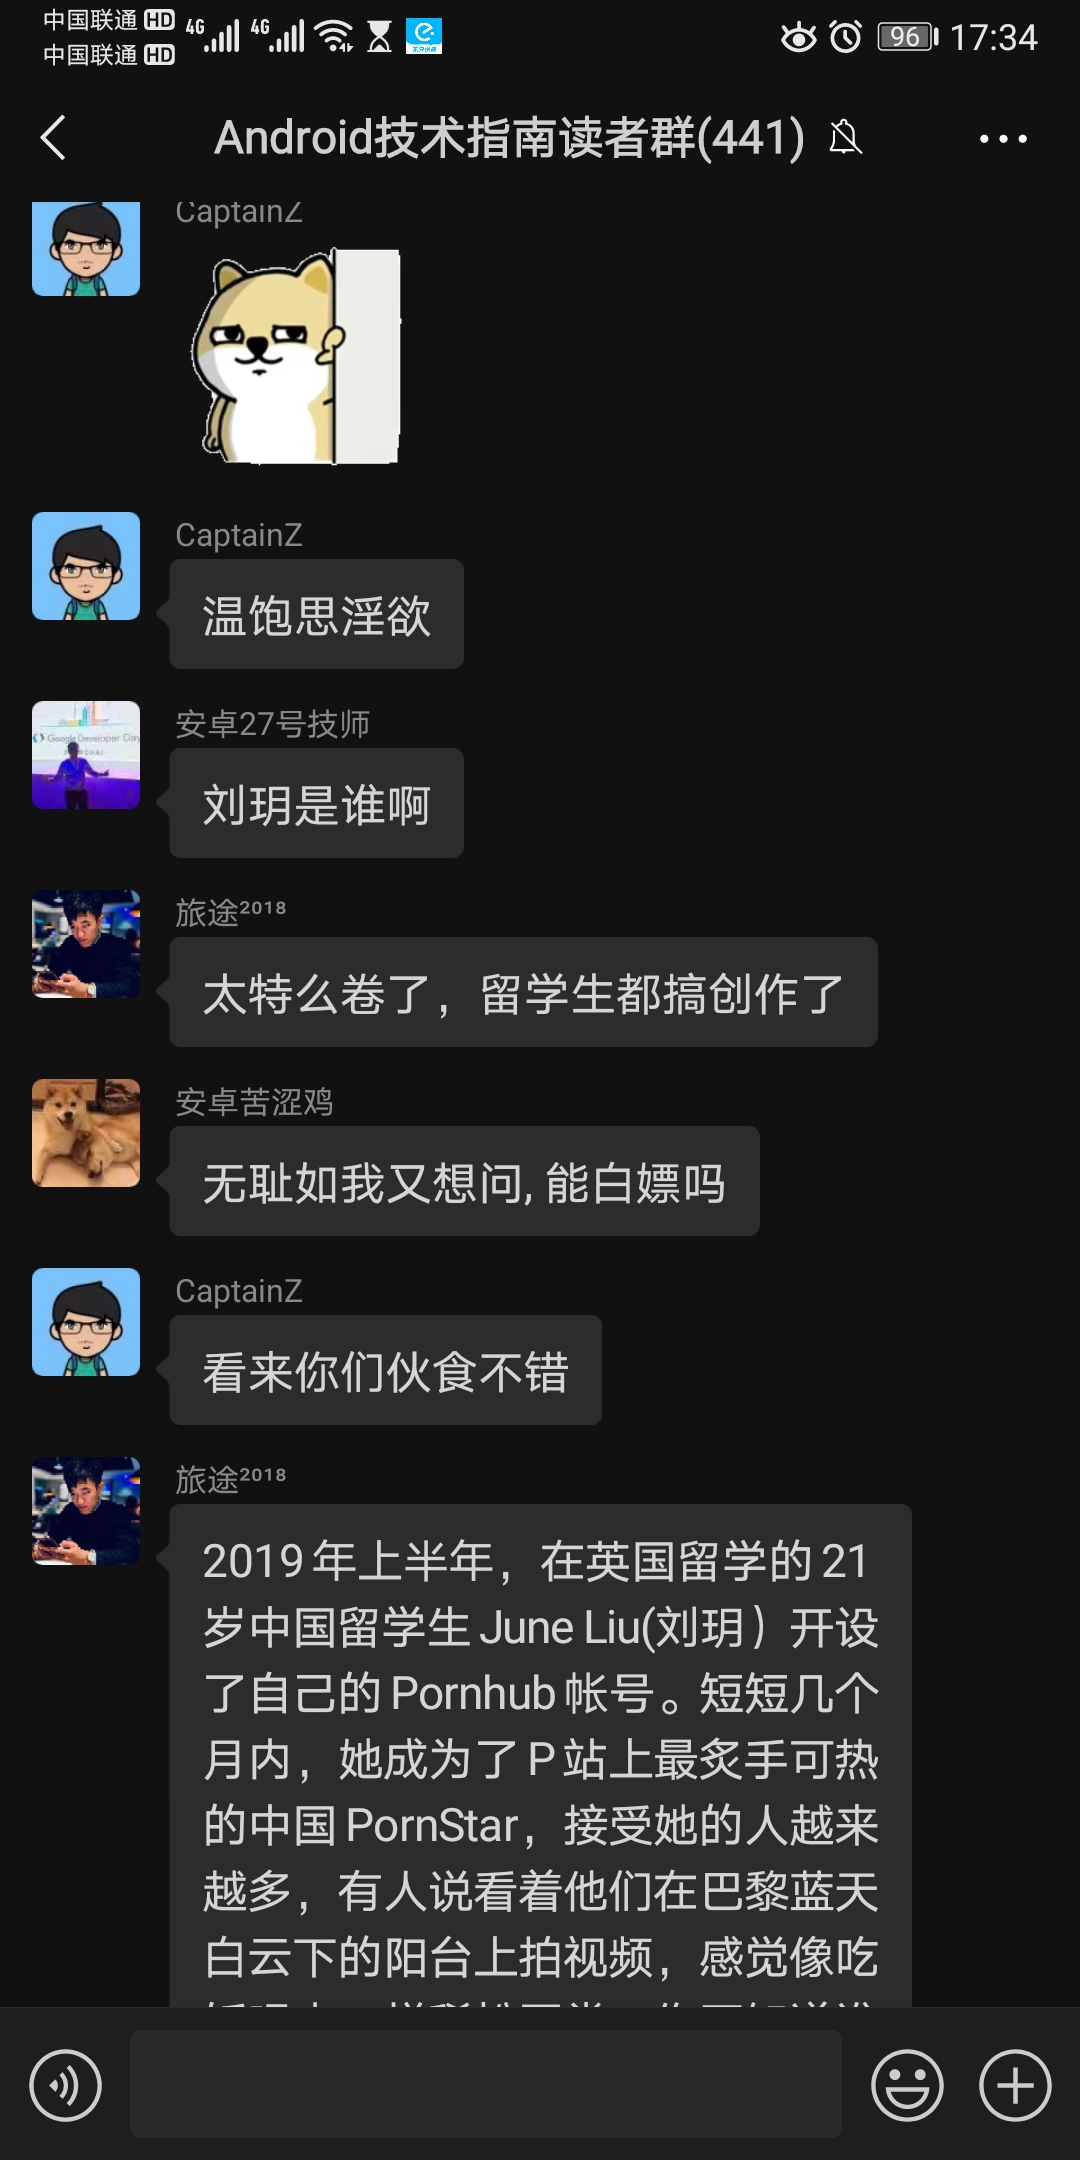 中国联通 HD 4G 4G 96 17:34
中国联通 HD
Android技术指南读者群(441)
CaptainZ
CaptainZ
温饱思淫欲
安卓27号技师
Google Developer Day
刘玥是谁啊
旅途²⁰¹⁸
太特么卷了，留学生都搞创作了
安卓苦涩鸡
无耻如我又想问, 能白嫖吗
CaptainZ
看来你们伙食不错
旅途²⁰¹⁸
2019年上半年，在英国留学的21
岁中国留学生June Liu(刘玥）开设
了自己的Pornhub帐号。短短几个
月内，她成为了P站上最炙手可热
的中国PornStar，接受她的人越来
越多，有人说看着他们在巴黎蓝天
白云下的阳台上拍视频，感觉像吃